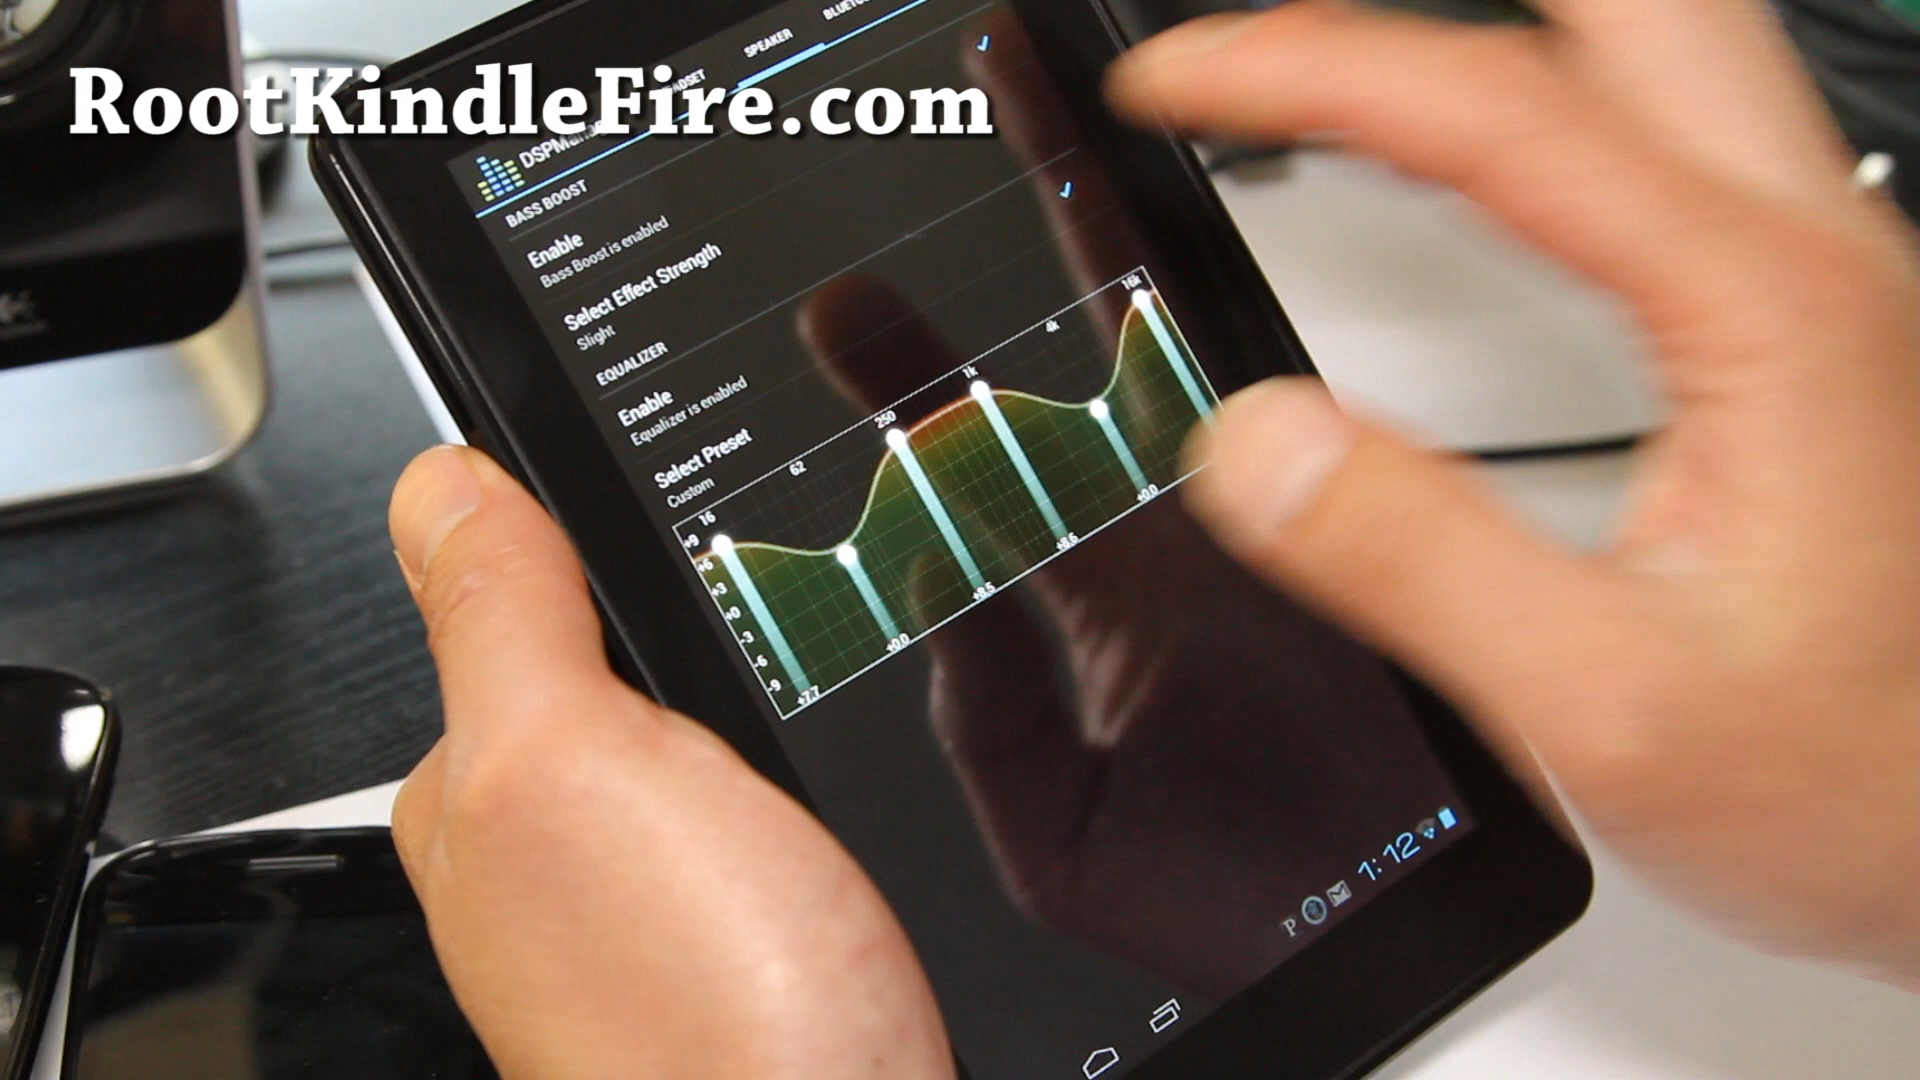 RootKindleFire.com
SPEAKER
BASS BOOST
Enable
Bass Boost is enabled
Select Effect Strength
Slight
EQUALIZER
Enable
Equalizer is enabled
Select Preset
Custom
16 62 250 1k 4k 16k
+9
+6
+3
+0
-3
-6
-9
+7.7 +0.0 +8.5 +8.6 +0.0
1:12